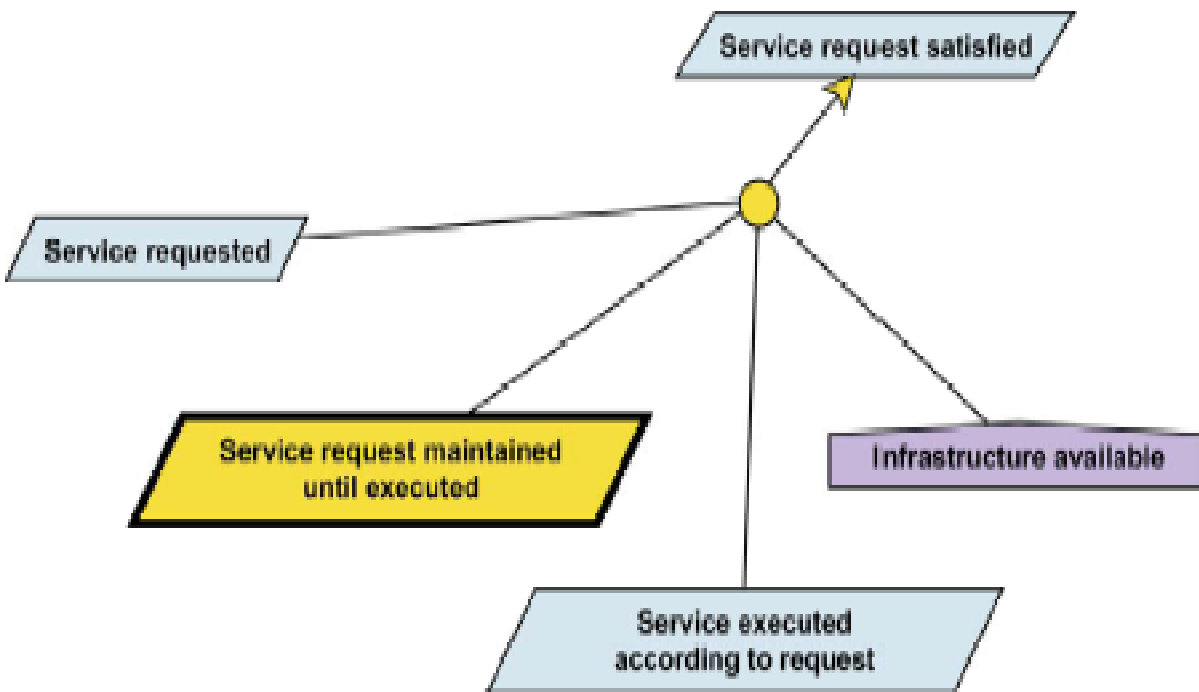 Service request satisfied
Service requested
Service request maintained
until executed
Infrastructure available
Service executed
according to request